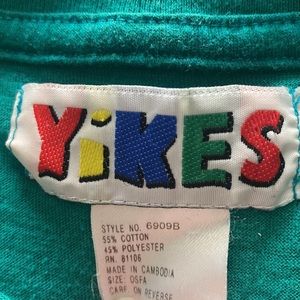 YiKES
STYLE NO. 6909B
55% COTTON
45% POLYESTER
RN. 81106
MADE IN CAMBODIA
SIZE: OSFA
CARE ON REVERSE